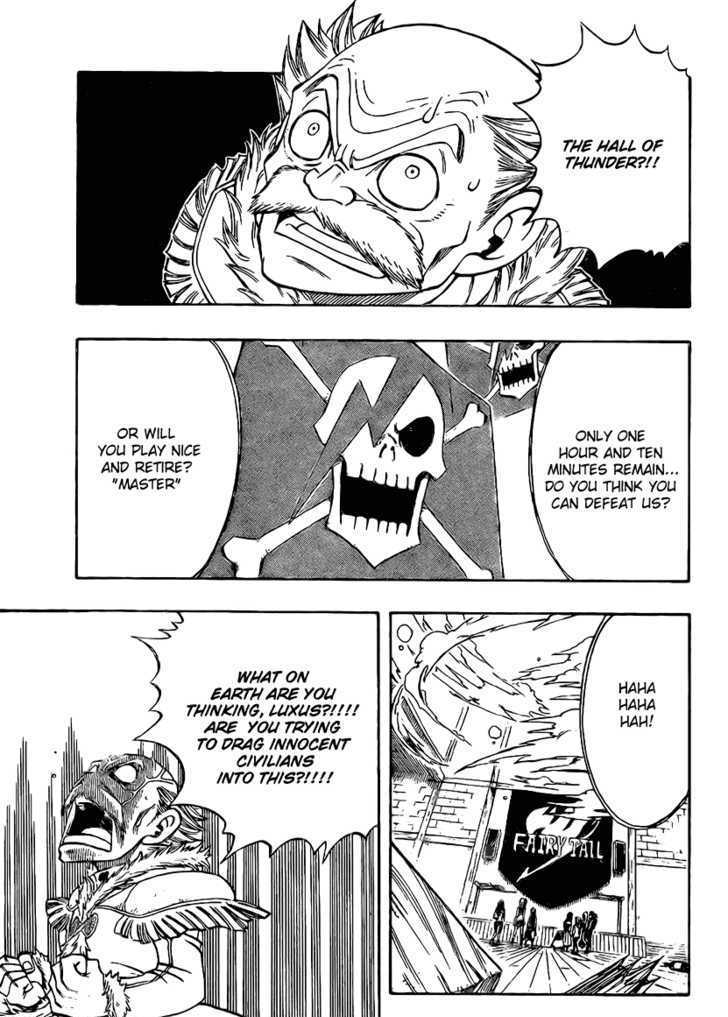 THE HALL OF
THUNDER?!!
ONLY ONE
HOUR AND TEN
MINUTES REMAIN...
DO YOU THINK YOU
CAN DEFEAT US?
OR WILL
YOU PLAY NICE
AND RETIRE?
"MASTER"
HAHA
HAHA
HAH!
FAIRY TAIL
WHAT ON
EARTH ARE YOU
THINKING, LUXUS?!!!!
ARE YOU TRYING
TO DRAG INNOCENT
CIVILIANS
INTO THIS?!!!!